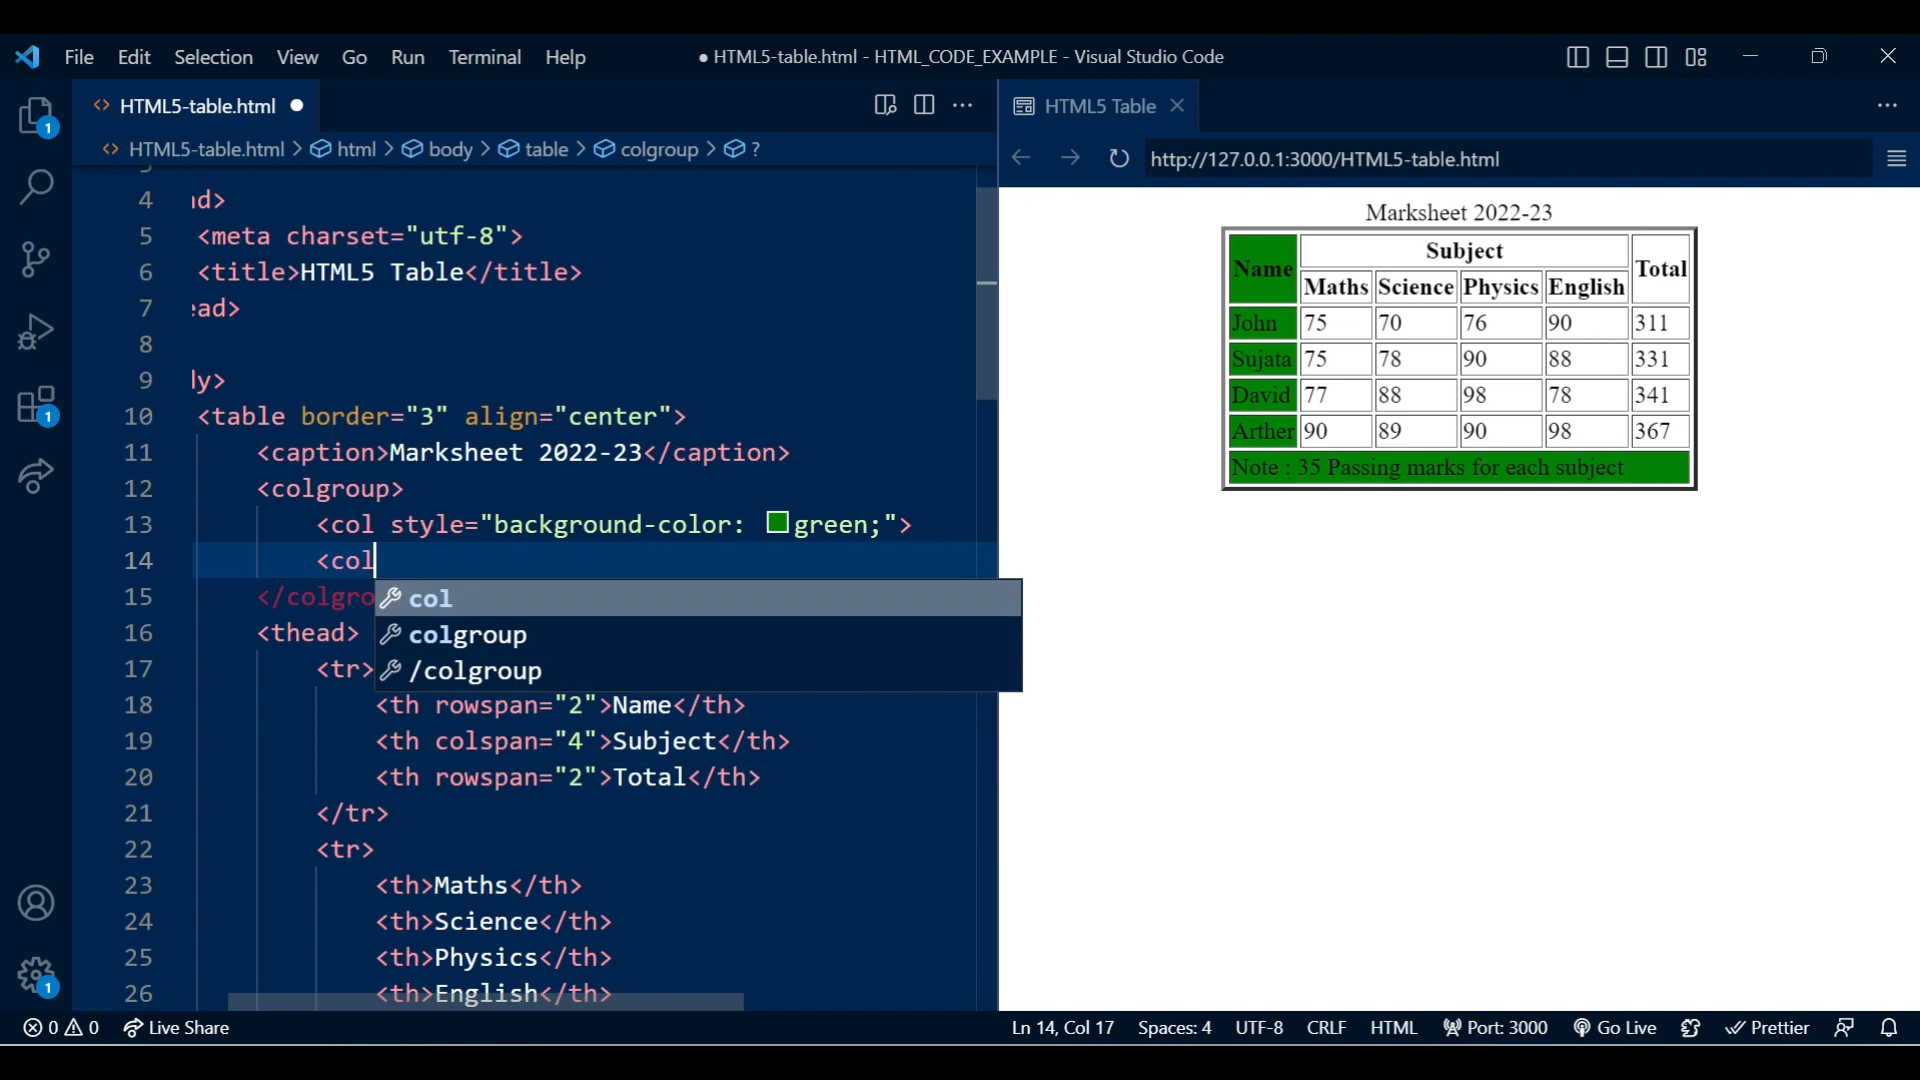 File Edit Selection View Go Run Terminal Help
● HTML5-table.html - HTML_CODE_EXAMPLE - Visual Studio Code
HTML5-table.html
HTML5-table.html > html > body > table > colgroup > ?
4 ad>
5 <meta charset="utf-8">
6 <title>HTML5 Table</title>
7 ead>
8
9 ly>
10 <table border="3" align="center">
11 <caption>Marksheet 2022-23</caption>
12 <colgroup>
13 <col style="background-color: green;">
14 <col
15 </colgro
16 <thead>
17 <tr>
col
colgroup
/colgroup
18 <th rowspan="2">Name</th>
19 <th colspan="4">Subject</th>
20 <th rowspan="2">Total</th>
21 </tr>
22 <tr>
23 <th>Maths</th>
24 <th>Science</th>
25 <th>Physics</th>
26 <th>English</th>
1
1
1
HTML5 Table
http://127.0.0.1:3000/HTML5-table.html
Marksheet 2022-23
Name Subject Total
Maths Science Physics English
John 75 70 76 90 311
Sujata 75 78 90 88 331
David 77 88 98 78 341
Arther 90 89 90 98 367
Note : 35 Passing marks for each subject
0 0 Live Share Ln 14, Col 17 Spaces: 4 UTF-8 CRLF HTML Port: 3000 Go Live Prettier